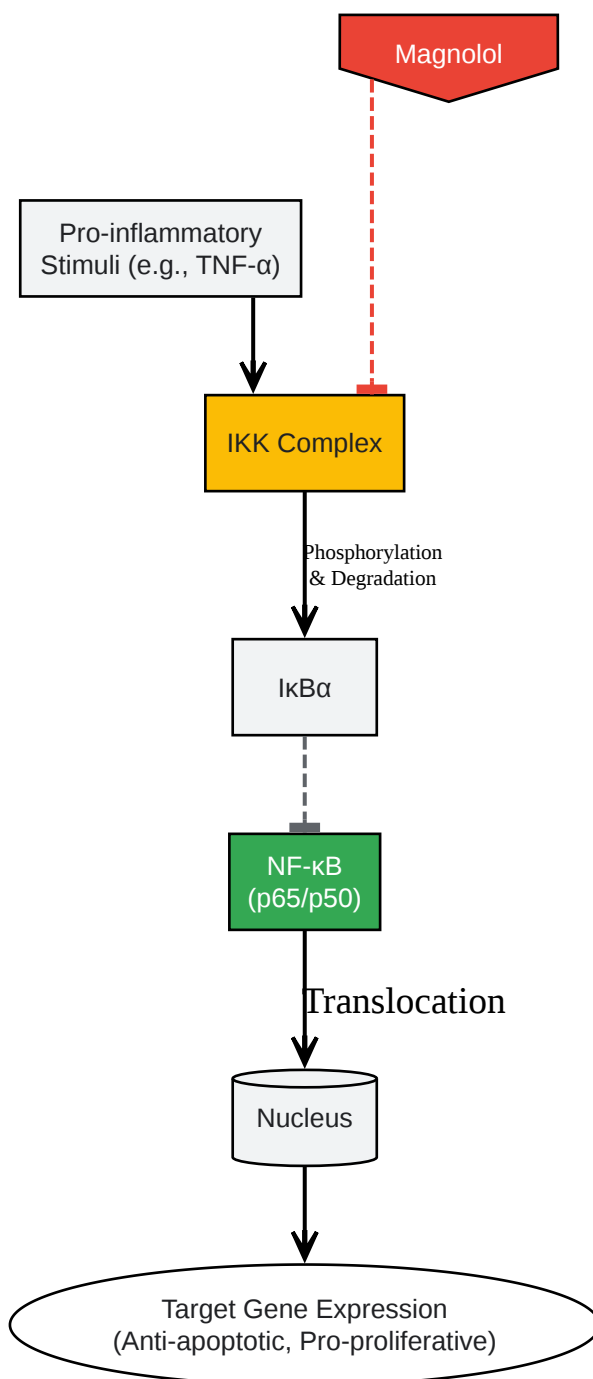 Magnolol
Pro-inflammatory
Stimuli (e.g., TNF-α)
IKK Complex
Phosphorylation
& Degradation
IκBα
NF-κB
(p65/p50)
Translocation
Nucleus
Target Gene Expression
(Anti-apoptotic, Pro-proliferative)